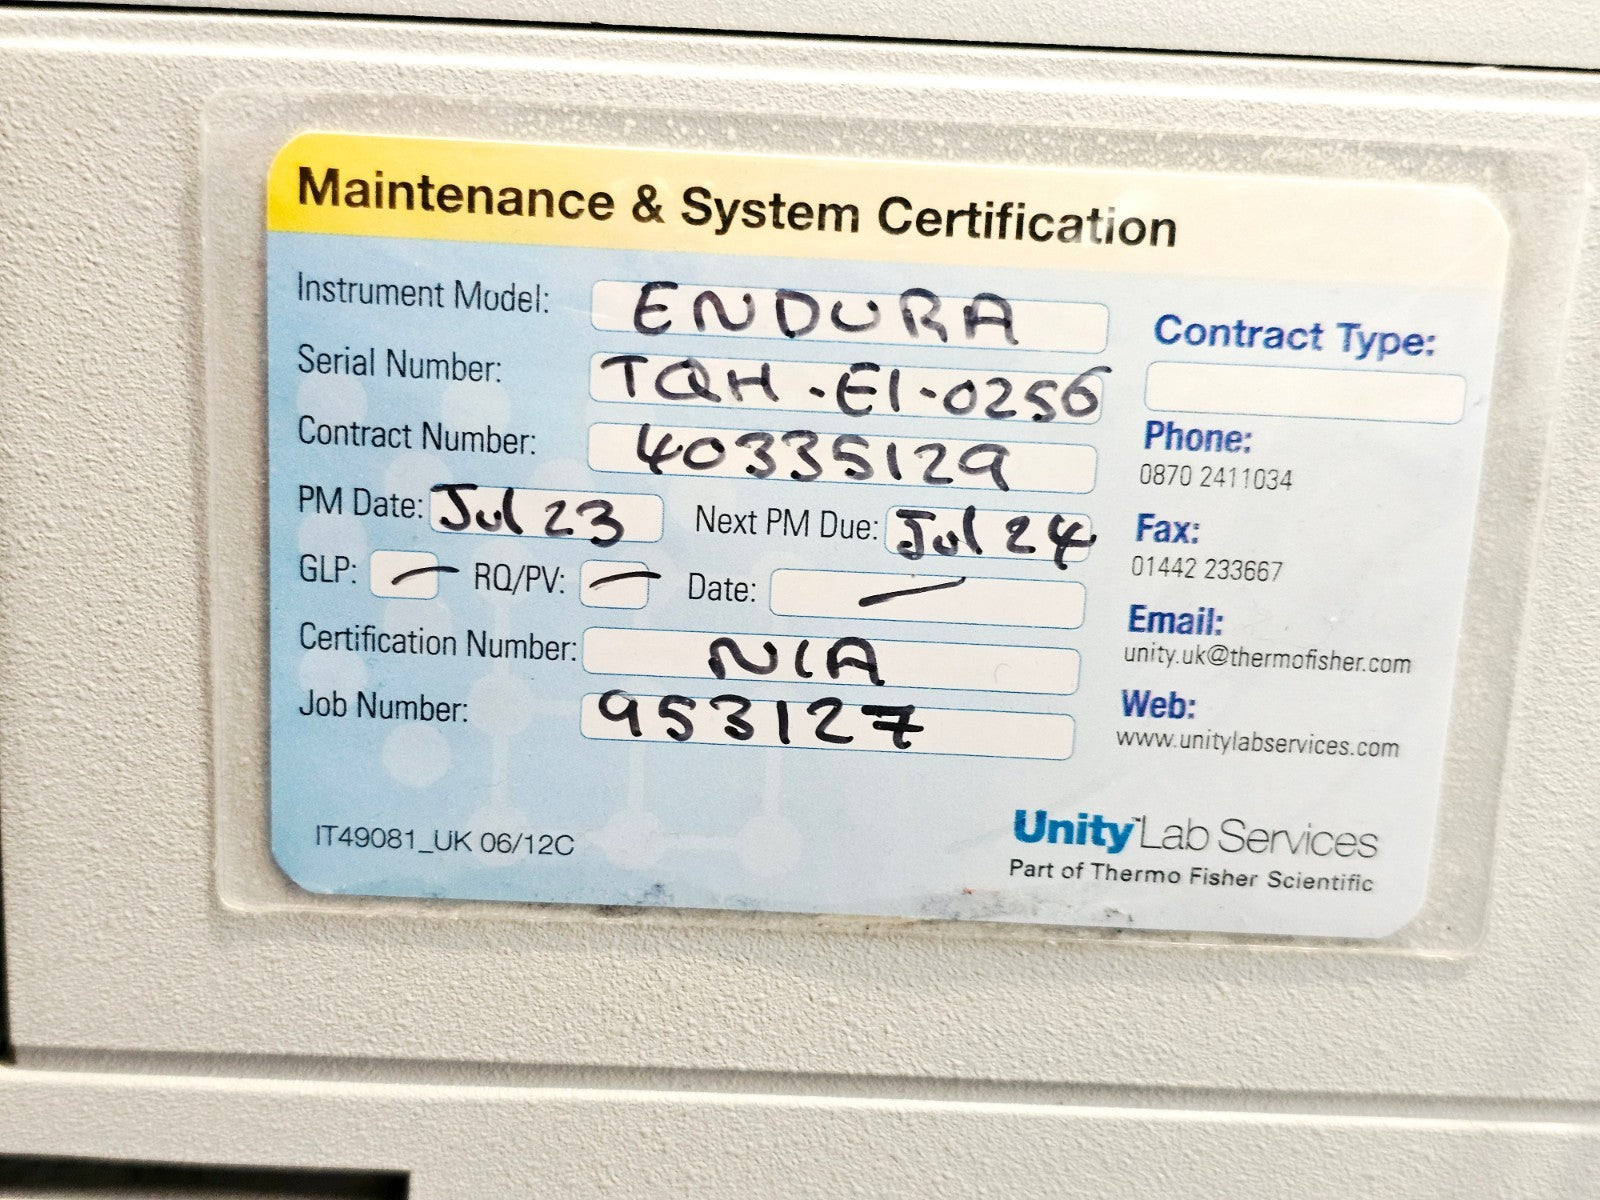 Maintenance & System Certification
Instrument Model: ENDURA
Serial Number: TQH-E1-0256
Contract Number: 40335129
PM Date: Jul 23 Next PM Due: Jul 24
GLP: — RQ/PV: — Date: —
Certification Number: N/A
Job Number: 953127
IT49081_UK 06/12C
Contract Type:
Phone:
0870 2411034
Fax:
01442 233667
Email:
unity.uk@thermofisher.com
Web:
www.unitylabservices.com
Unity™Lab Services
Part of Thermo Fisher Scientific